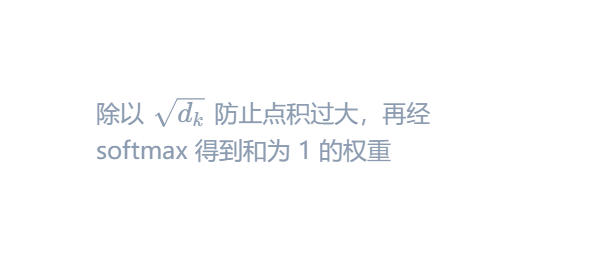 除以 $\sqrt{d_k}$ 防止点积过大，再经
softmax 得到和为 1 的权重